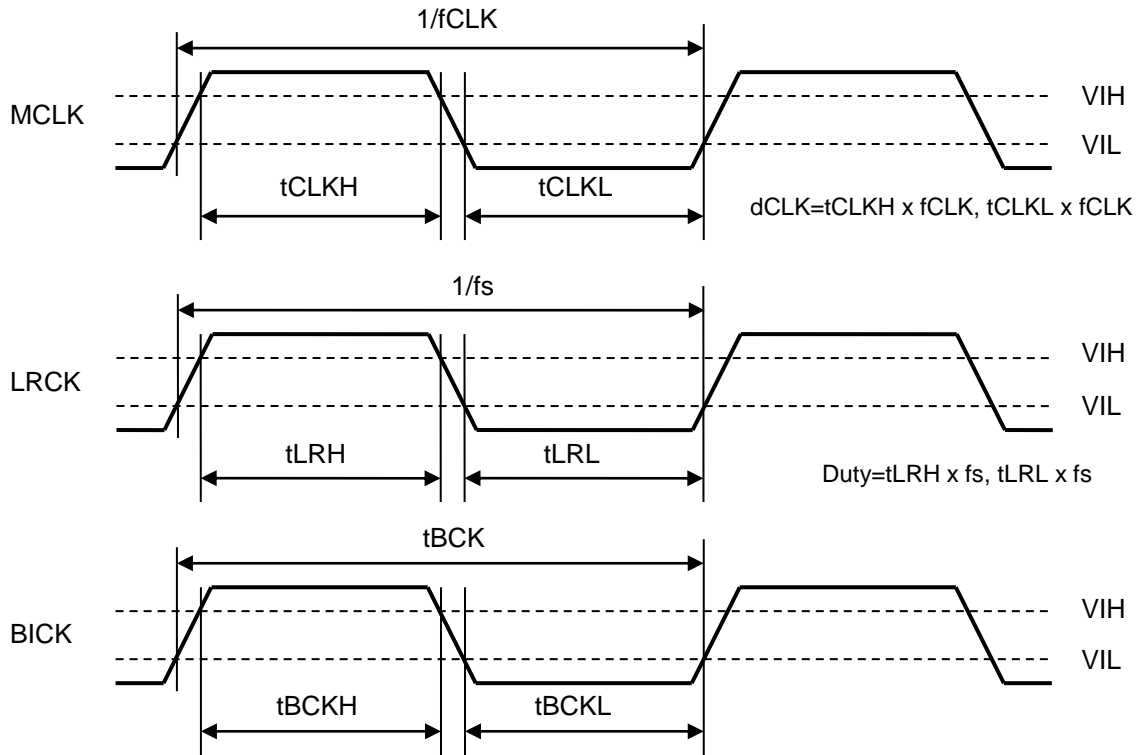 1/fCLK
MCLK
VIH
VIL
tCLKH
tCLKL
dCLK=tCLKH x fCLK, tCLKL x fCLK
1/fs
LRCK
VIH
VIL
tLRH
tLRL
Duty=tLRH x fs, tLRL x fs
tBCK
BICK
VIH
VIL
tBCKH
tBCKL